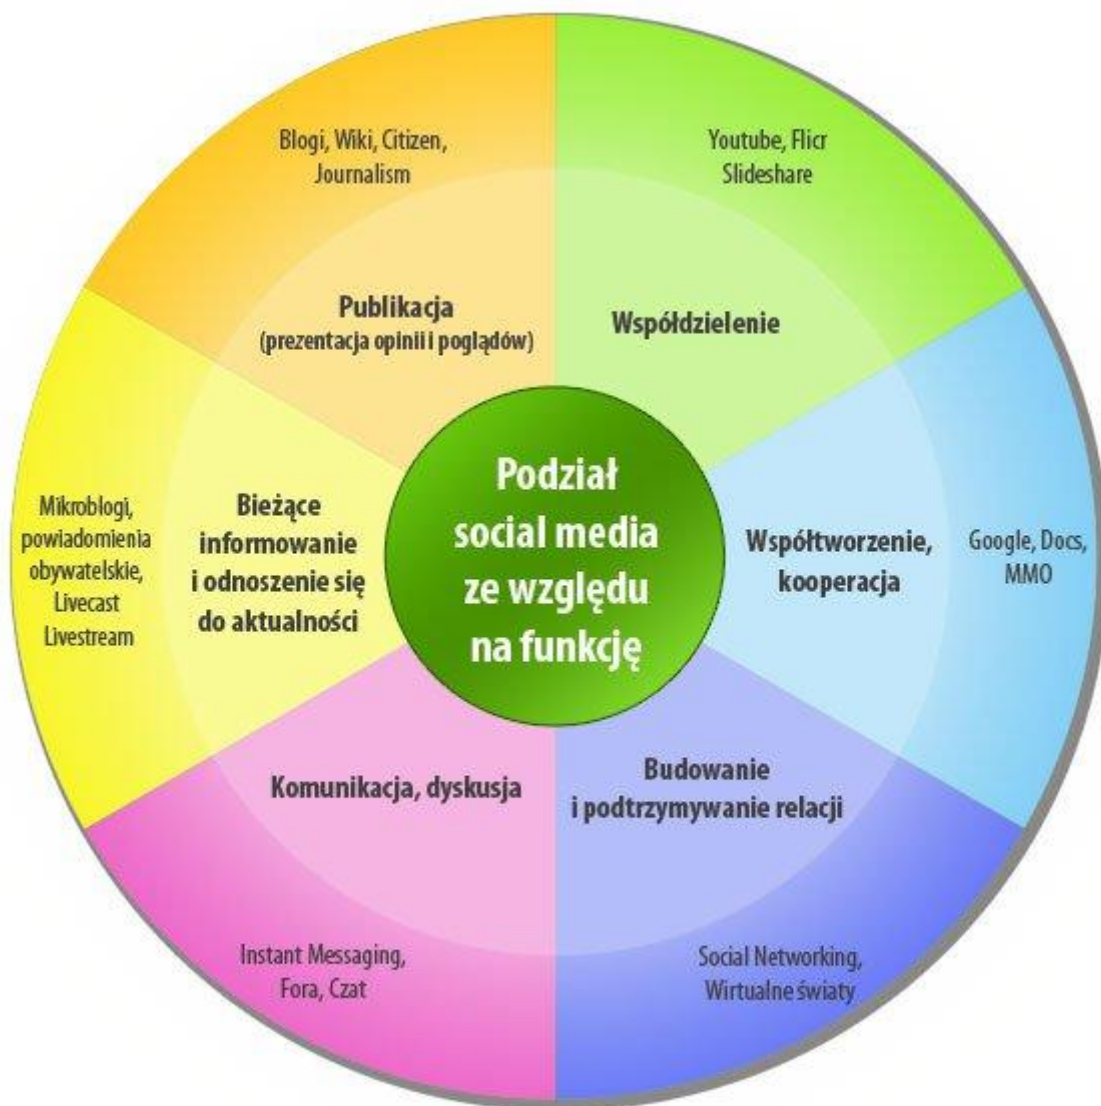 Blogi, Wiki, Citizen,
Journalism
Publikacja
(prezentacja opinii i poglądów)
Youtube, Flicr
Slideshare
Współdzielenie
Mikroblogi,
powiadomienia
obywatelskie,
Livecast
Livestream
Bieżące
informowanie
i odnoszenie się
do aktualności
Podział
social media
ze względu
na funkcję
Współtworzenie,
kooperacja
Google, Docs,
MMO
Komunikacja, dyskusja
Instant Messaging,
Fora, Czat
Budowanie
i podtrzymywanie relacji
Social Networking,
Wirtualne światy